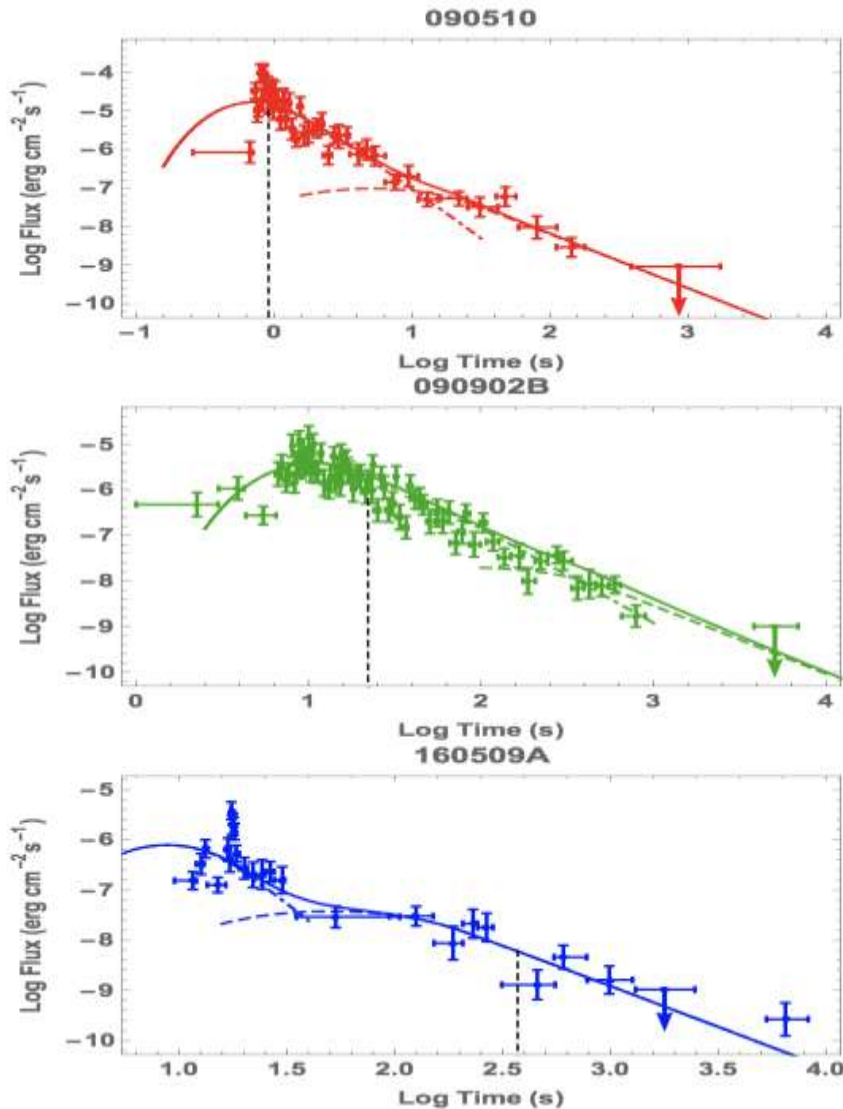 090510
−4
−5
−6
−7
−8
−9
−10
Log Flux (erg cm⁻² s⁻¹)
−1 0 1 2 3 4
Log Time (s)
090902B
−5
−6
−7
−8
−9
−10
Log Flux (erg cm⁻² s⁻¹)
0 1 2 3 4
Log Time (s)
160509A
−5
−6
−7
−8
−9
−10
Log Flux (erg cm⁻² s⁻¹)
1.0 1.5 2.0 2.5 3.0 3.5 4.0
Log Time (s)